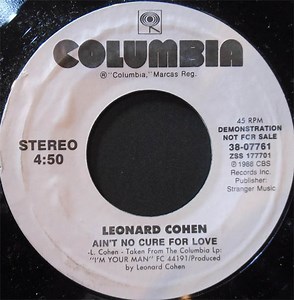 COLUMBIA
® "Columbia," Marcas Reg.
STEREO
4:50
45 RPM
DEMONSTRATION
NOT FOR SALE
38-07761
ZSS 177701
℗ 1988 CBS
Records Inc.
Publisher:
Stranger Music
LEONARD COHEN
AIN'T NO CURE FOR LOVE
-L. Cohen - Taken From The Columbia Lp:
"I'M YOUR MAN" FC 44191/Produced
by Leonard Cohen